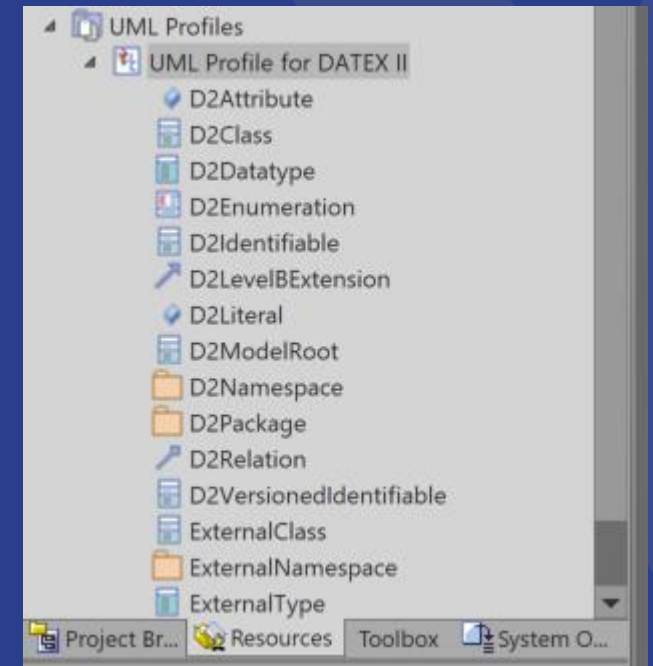 UML Profiles
UML Profile for DATEX II
D2Attribute
D2Class
D2Datatype
D2Enumeration
D2Identifiable
D2LevelBExtension
D2Literal
D2ModelRoot
D2Namespace
D2Package
D2Relation
D2VersionedIdentifiable
ExternalClass
ExternalNamespace
ExternalType
Project Br... Resources Toolbox System O...